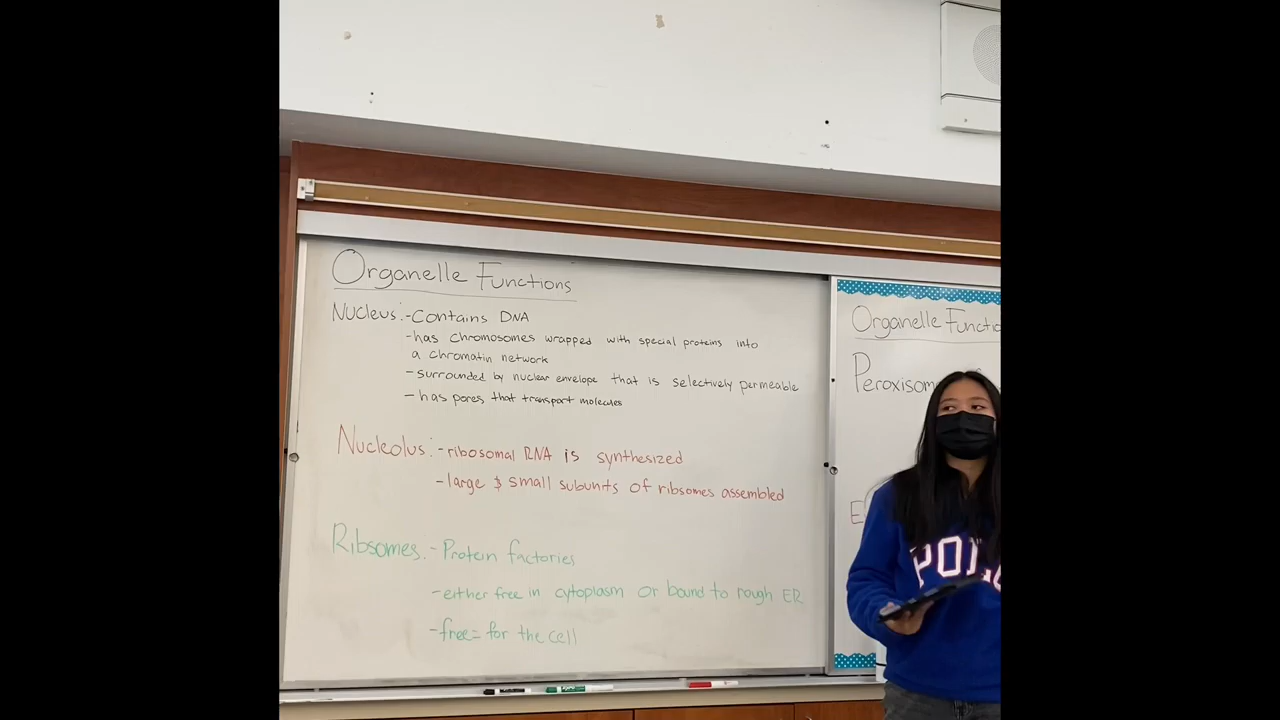 Organelle Functions
Nucleus:-Contains DNA
-has chromosomes wrapped with special proteins into
a chromatin network
-surrounded by nuclear envelope that is selectively permeable
-has pores that transport molecules
Nucleolus:-ribosomal RNA is synthesized
-large & small subunits of ribsomes assembled
Ribsomes:-Protein factories
-either free in cytoplasm or bound to rough ER
-free= for the cell
Organelle Functio
Peroxisom
E
POLO